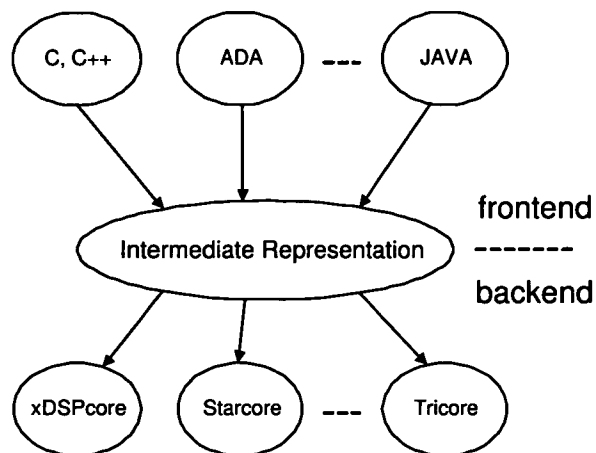 C, C++
ADA
JAVA
frontend
Intermediate Representation
backend
xDSPcore
Starcore
Tricore